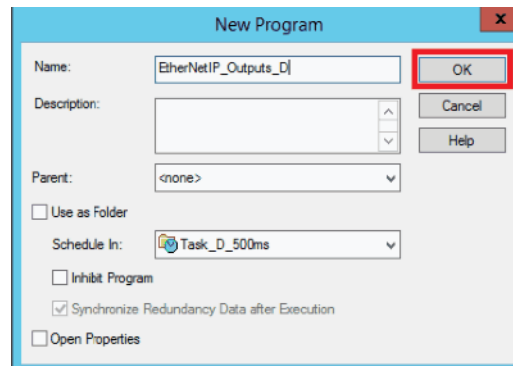 New Program
x
Name: EtherNetIP_Outputs_D
OK
Description:
Cancel
Help
Parent: <none>
Use as Folder
Schedule In: Task_D_500ms
Inhibit Program
Synchronize Redundancy Data after Execution
Open Properties